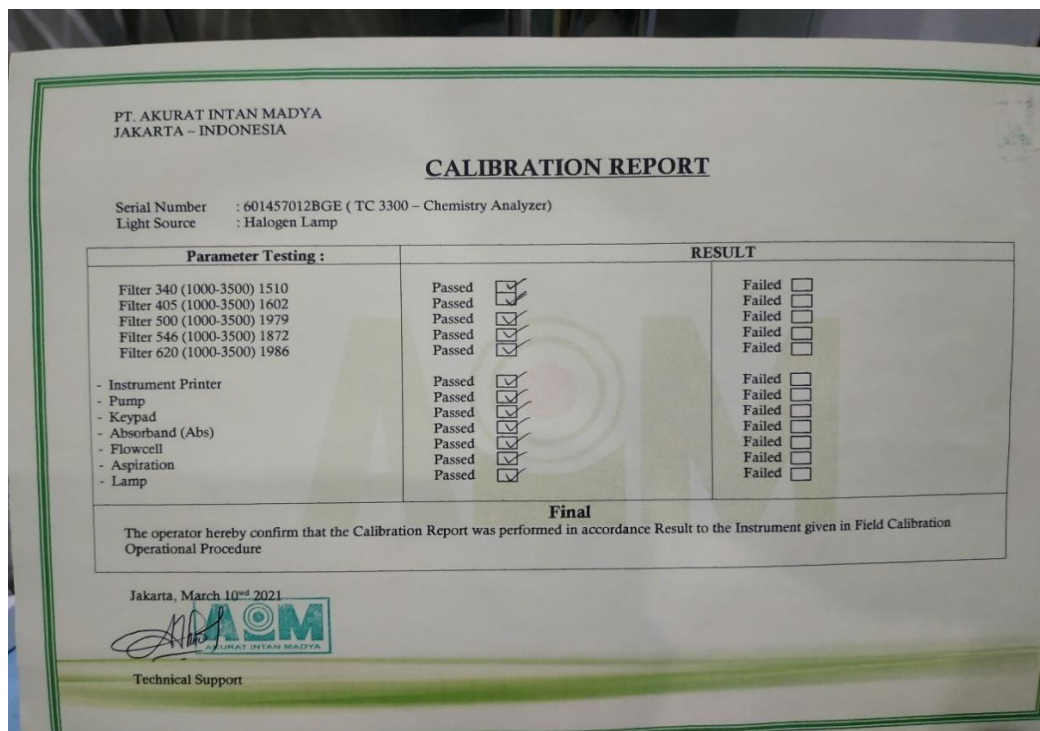 PT. AKURAT INTAN MADYA
JAKARTA – INDONESIA
CALIBRATION REPORT
Serial Number : 601457012BGE ( TC 3300 – Chemistry Analyzer)
Light Source : Halogen Lamp
Parameter Testing : RESULT
Filter 340 (1000-3500) 1510 Passed Failed
Filter 405 (1000-3500) 1602 Passed Failed
Filter 500 (1000-3500) 1979 Passed Failed
Filter 546 (1000-3500) 1872 Passed Failed
Filter 620 (1000-3500) 1986 Passed Failed
- Instrument Printer Passed Failed
- Pump Passed Failed
- Keypad Passed Failed
- Absorband (Abs) Passed Failed
- Flowcell Passed Failed
- Aspiration Passed Failed
- Lamp Passed Failed
Final
The operator hereby confirm that the Calibration Report was performed in accordance Result to the Instrument given in Field Calibration
Operational Procedure
Jakarta, March 10wd 2021
AIM
AKURAT INTAN MADYA
Technical Support